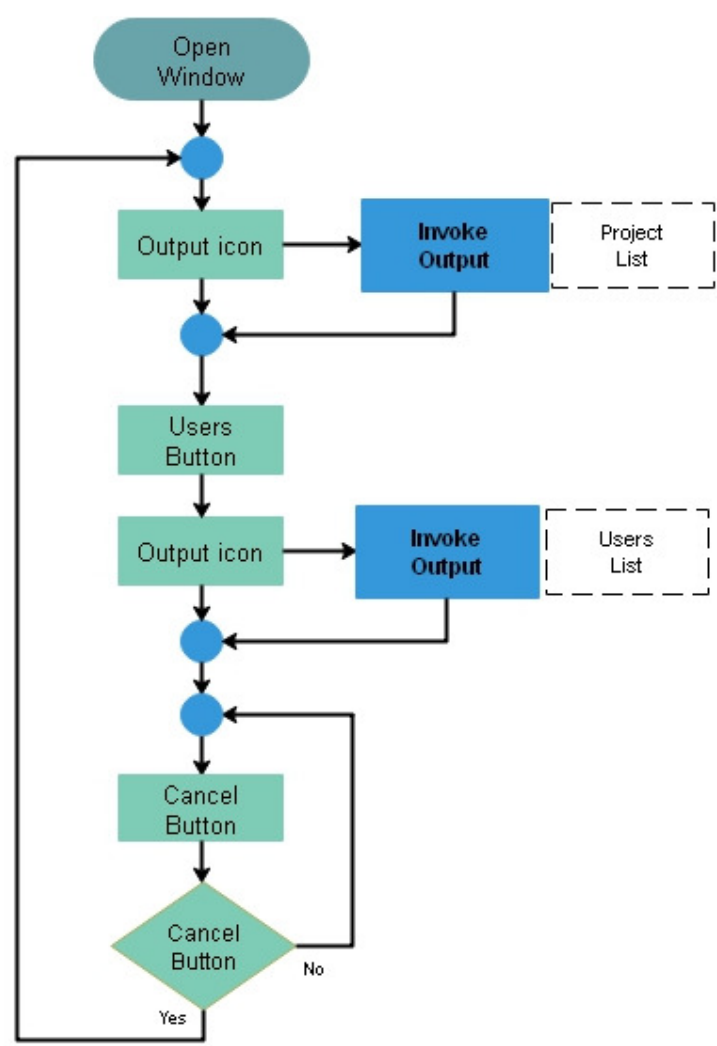 Open
Window
Output icon
Invoke
Output
Project
List
Users
Button
Output icon
Invoke
Output
Users
List
Cancel
Button
Cancel
Button
No
Yes